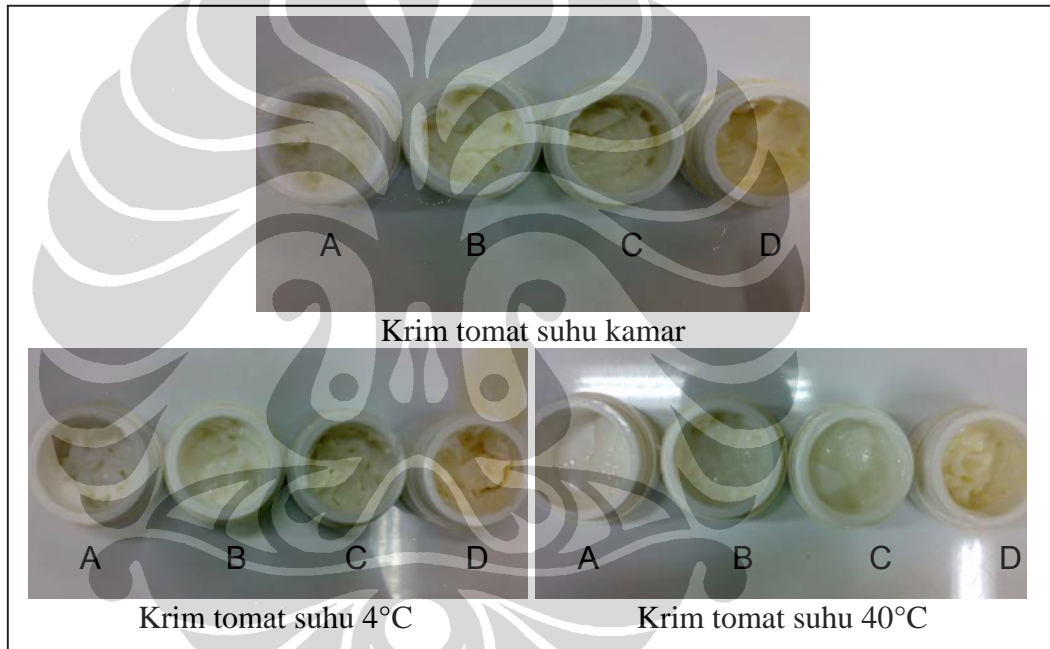 A B C D
Krim tomat suhu kamar
A B C D
A B C D
Krim tomat suhu 4°C
Krim tomat suhu 40°C